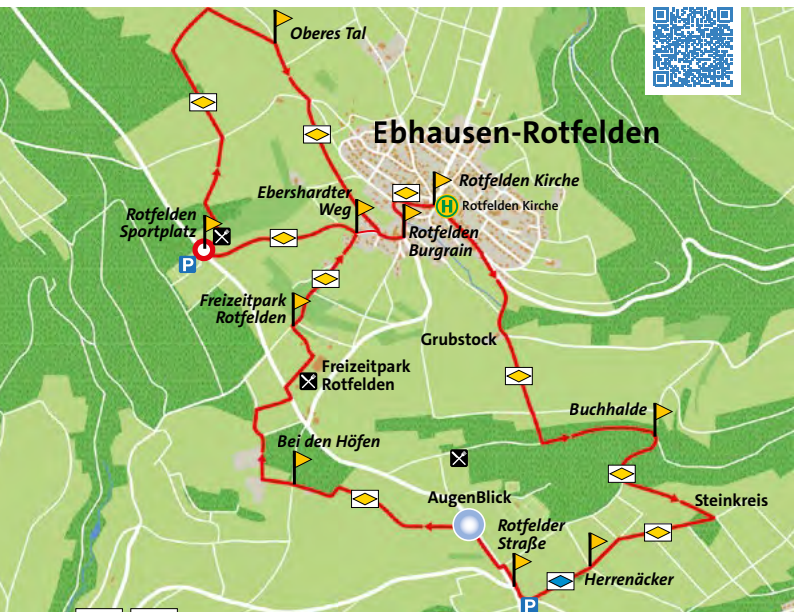 Oberes Tal
Ebhausen-Rotfelden
Ebershardter
Weg
Rotfelden Kirche
H Rotfelden Kirche
Rotfelden
Sportplatz
Rotfelden
Burgrain
P
Freizeitpark
Rotfelden
Grubstock
Freizeitpark
Rotfelden
Buchhalde
Bei den Höfen
AugenBlick
Steinkreis
Rotfelder
Straße
Herrenäcker
P